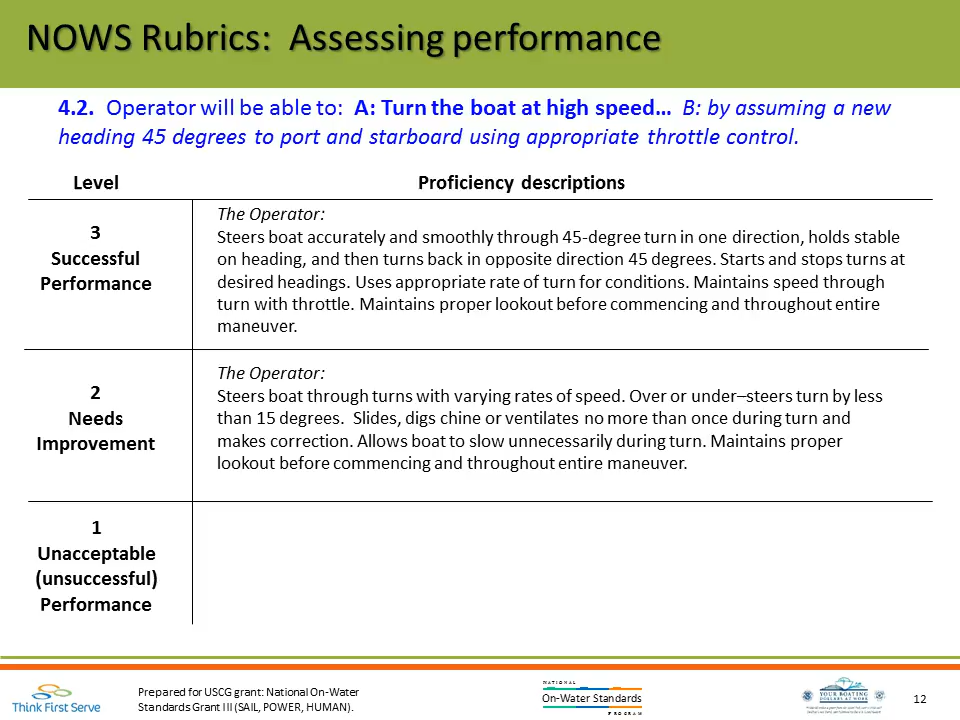 NOWS Rubrics:  Assessing performance
4.2.  Operator will be able to:  A: Turn the boat at high speed…  B: by assuming a new
heading 45 degrees to port and starboard using appropriate throttle control.
Level
Proficiency descriptions
3
Successful
Performance
The Operator:
Steers boat accurately and smoothly through 45-degree turn in one direction, holds stable
on heading, and then turns back in opposite direction 45 degrees. Starts and stops turns at
desired headings. Uses appropriate rate of turn for conditions. Maintains speed through
turn with throttle. Maintains proper lookout before commencing and throughout entire
maneuver.
2
Needs
Improvement
The Operator:
Steers boat through turns with varying rates of speed. Over or under–steers turn by less
than 15 degrees.  Slides, digs chine or ventilates no more than once during turn and
makes correction. Allows boat to slow unnecessarily during turn. Maintains proper
lookout before commencing and throughout entire maneuver.
1
Unacceptable
(unsuccessful)
Performance
Think First Serve
Prepared for USCG grant: National On-Water
Standards Grant III (SAIL, POWER, HUMAN).
NATIONAL
On-Water Standards
PROGRAM
YOUR BOATING
DOLLARS AT WORK
12